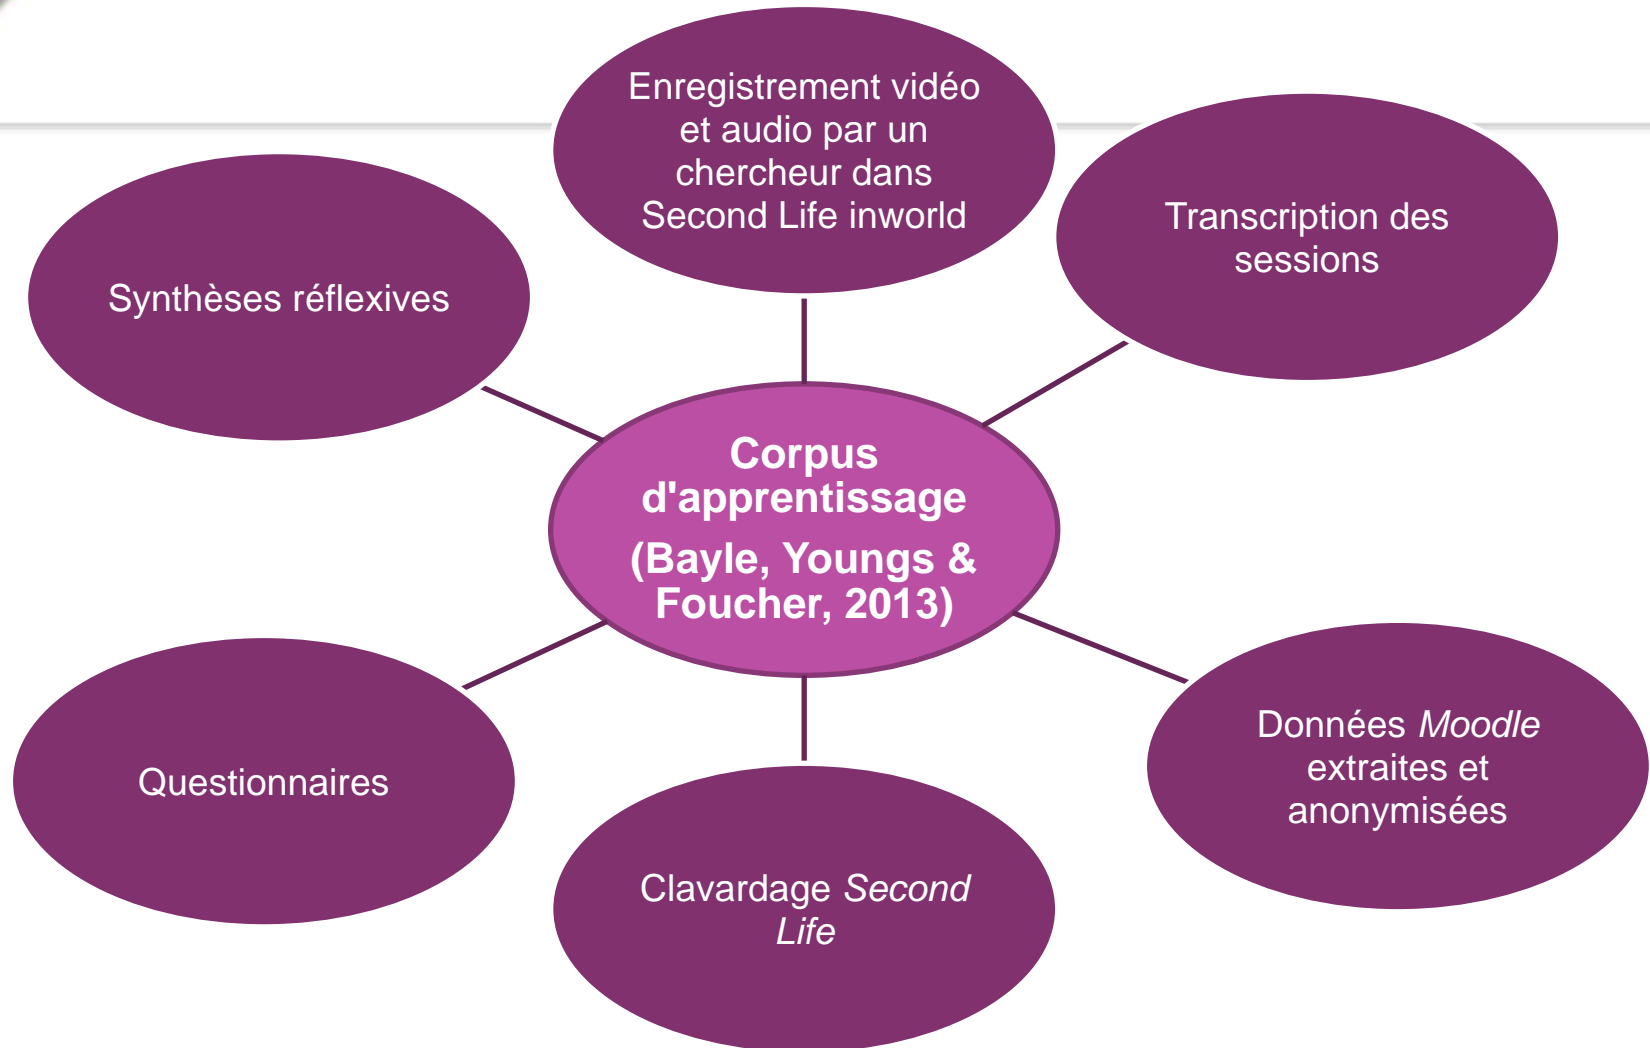 Enregistrement vidéo
et audio par un
chercheur dans
Second Life inworld
Transcription des
sessions
Synthèses réflexives
Corpus
d'apprentissage
(Bayle, Youngs &
Foucher, 2013)
Données Moodle
extraites et
anonymisées
Questionnaires
Clavardage Second
Life